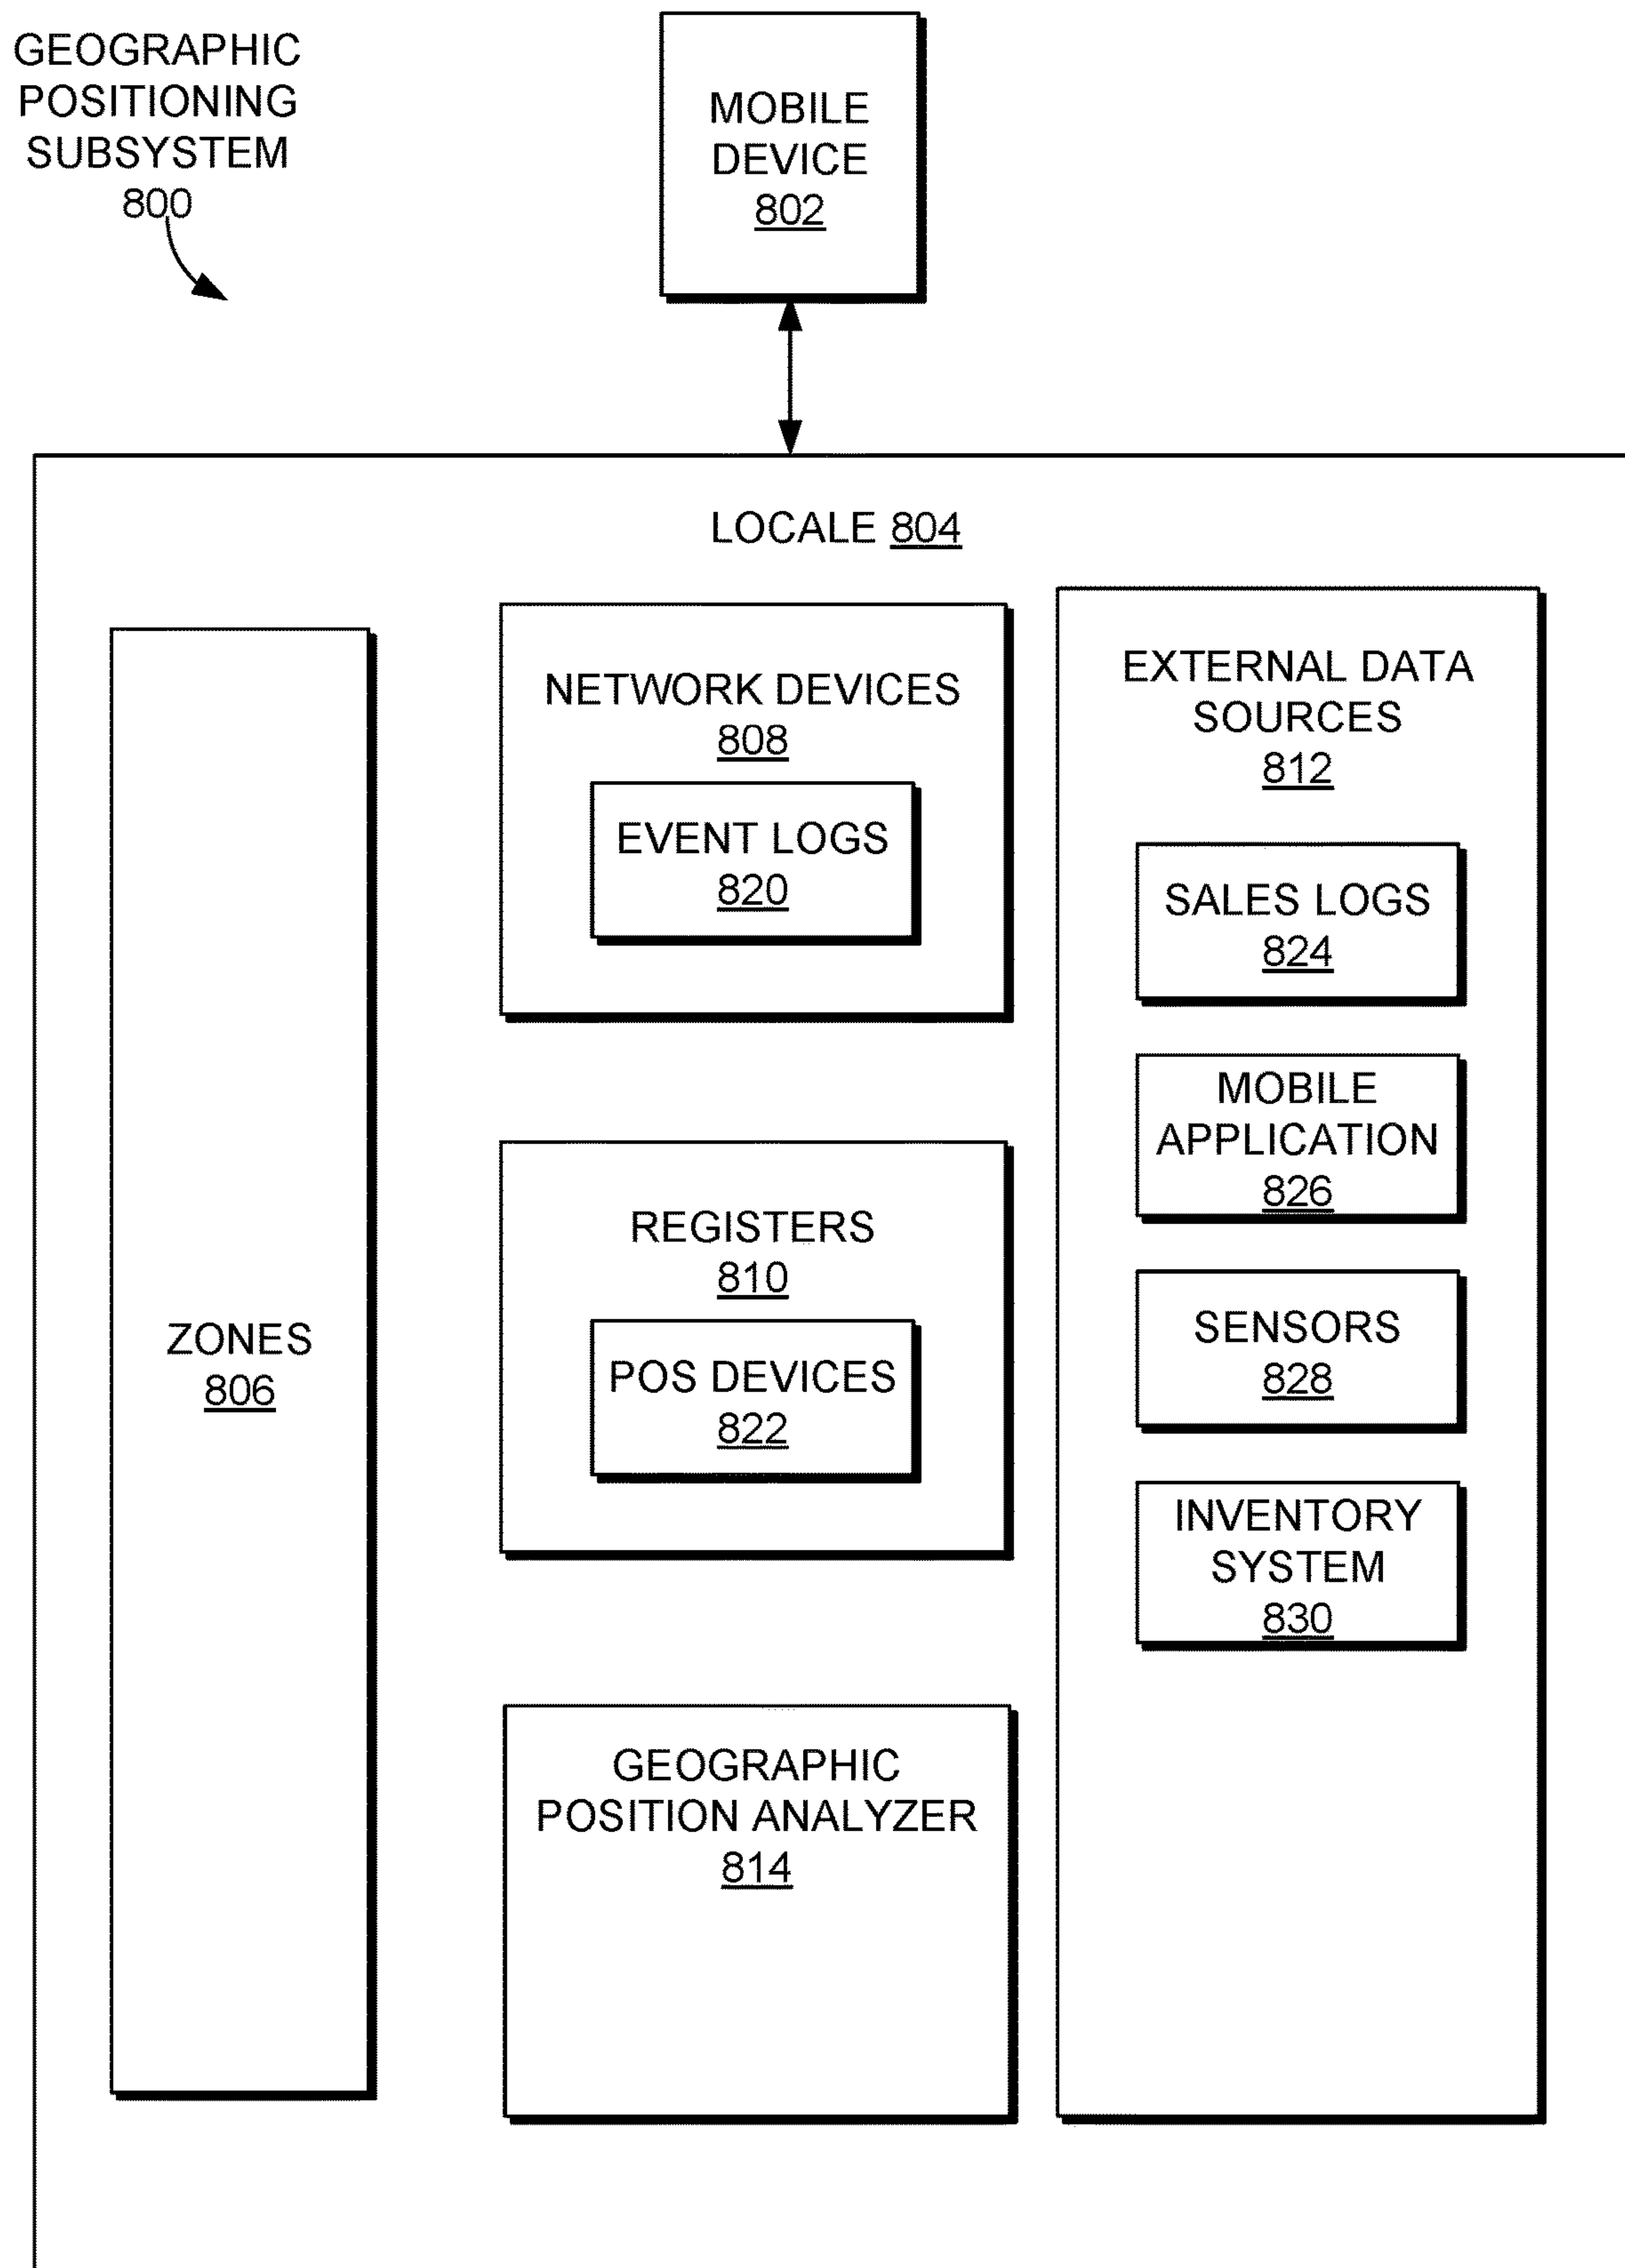 GEOGRAPHIC
POSITIONING
SUBSYSTEM
800
MOBILE
DEVICE
802
LOCALE 804
ZONES
806
NETWORK DEVICES
808
EVENT LOGS
820
REGISTERS
810
POS DEVICES
822
GEOGRAPHIC
POSITION ANALYZER
814
EXTERNAL DATA
SOURCES
812
SALES LOGS
824
MOBILE
APPLICATION
826
SENSORS
828
INVENTORY
SYSTEM
830